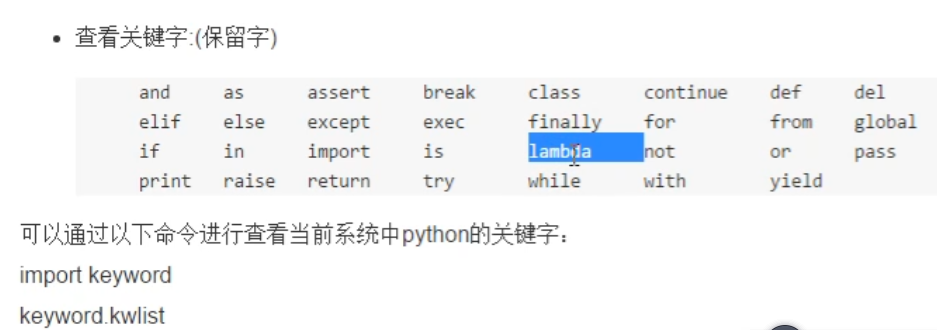 查看关键字:(保留字)
and as assert break class continue def del
elif else except exec finally for from global
if in import is lambda not or pass
print raise return try while with yield
可以通过以下命令进行查看当前系统中python的关键字：
import keyword
keyword.kwlist